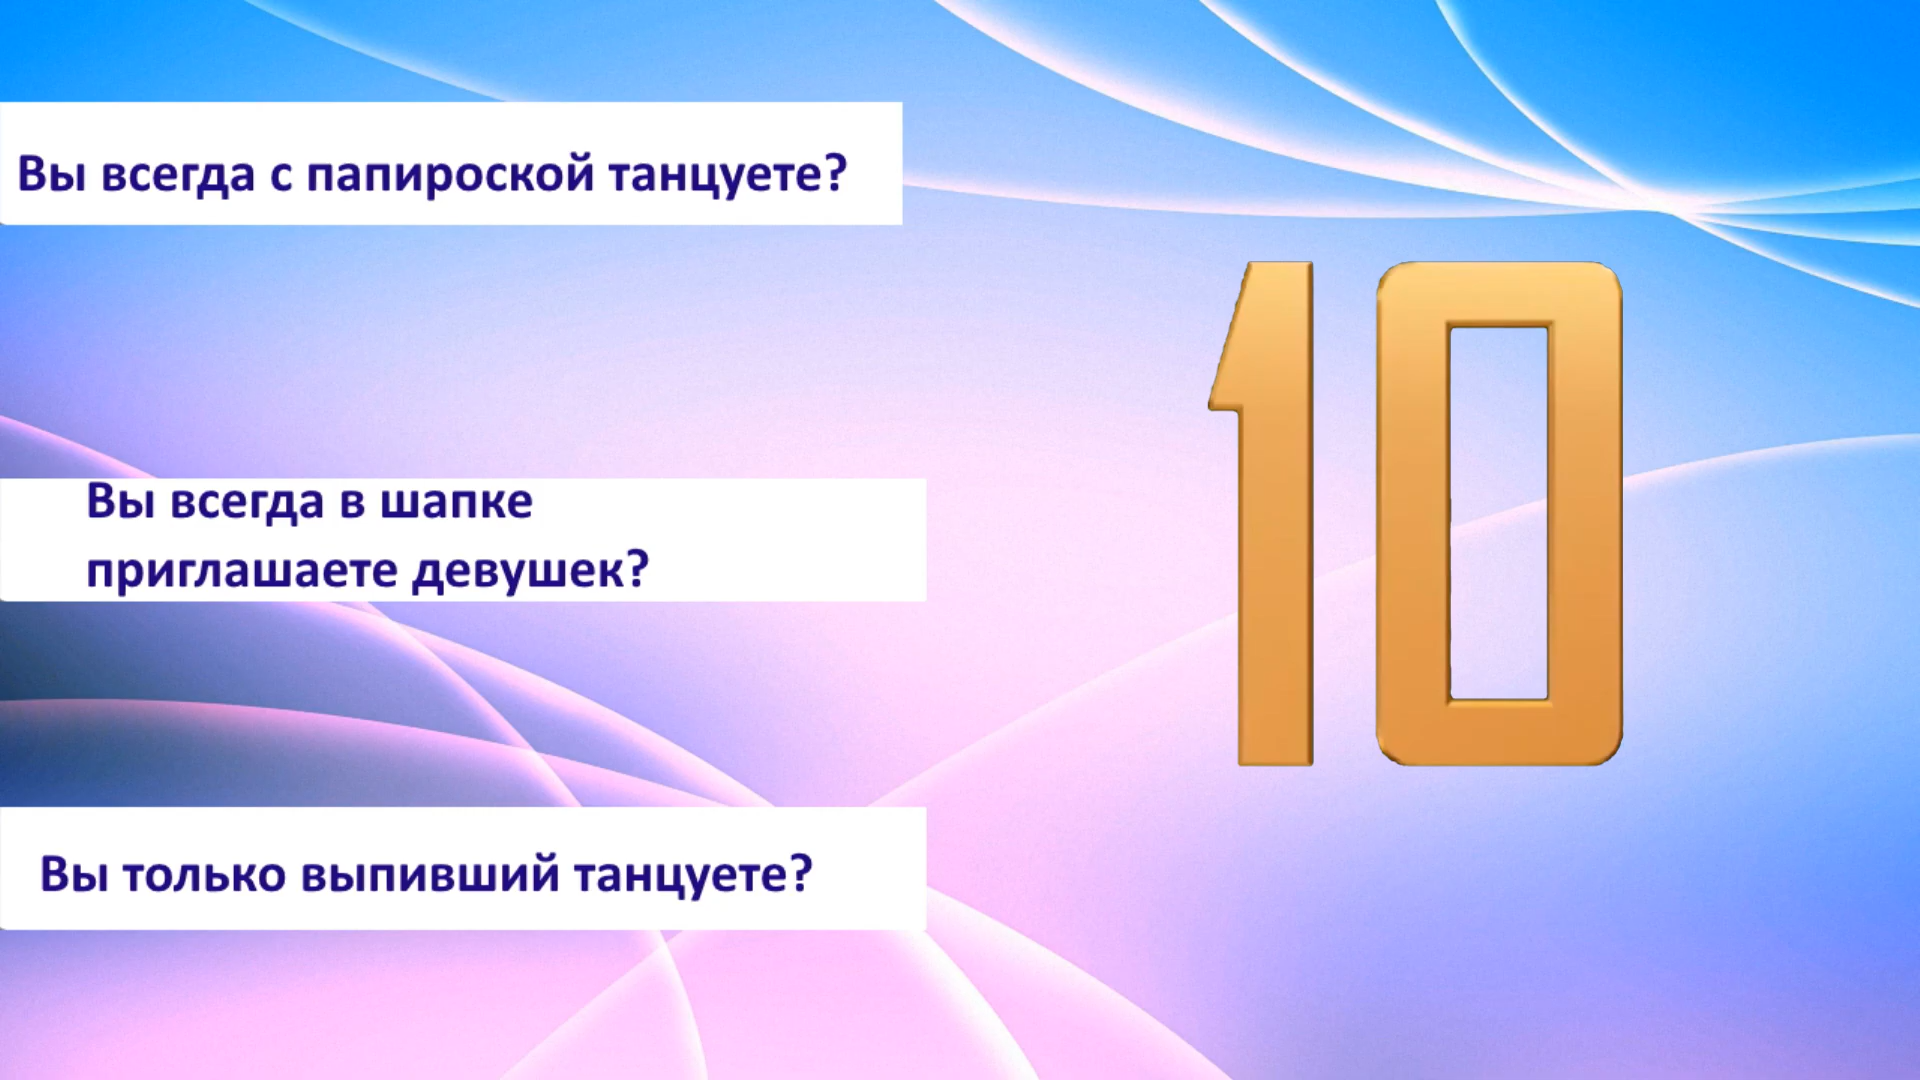 Вы всегда с папироской танцуете?
Вы всегда в шапке
приглашаете девушек?
10
Вы только выпивший танцуете?